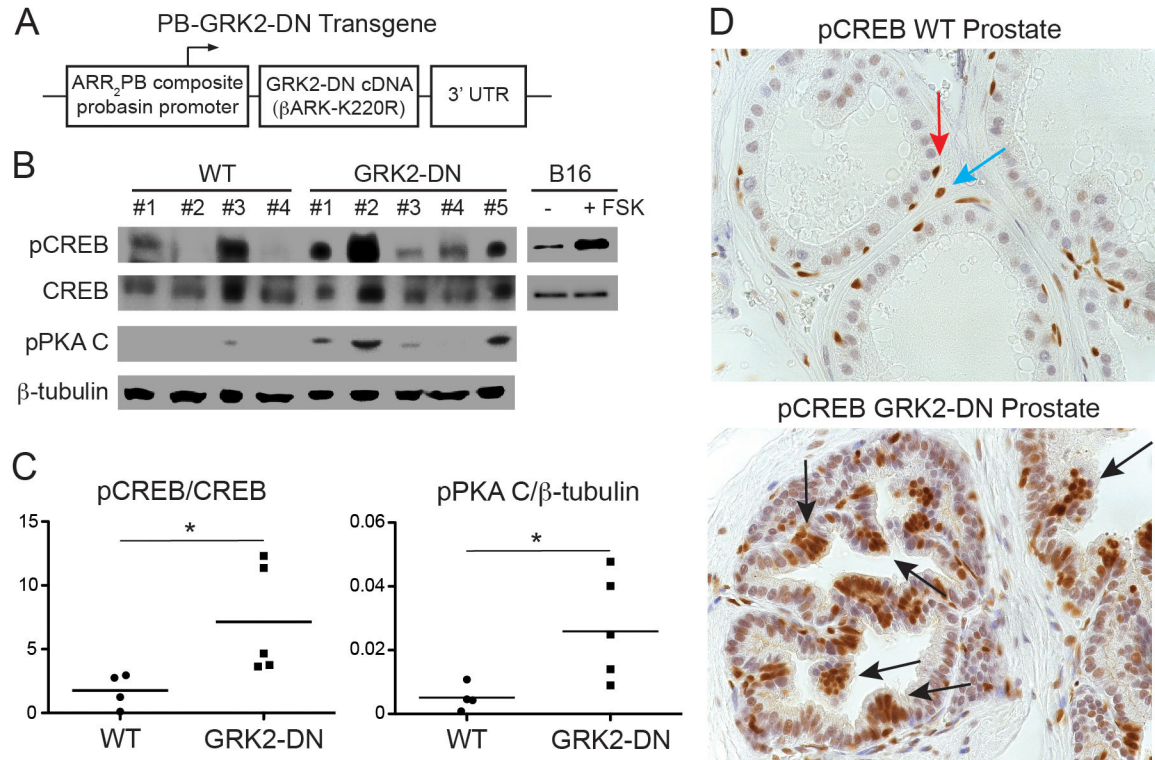 A
PB-GRK2-DN Transgene
ARR2PB composite
probasin promoter
GRK2-DN cDNA
(βARK-K220R)
3' UTR
B
WT GRK2-DN B16
#1 #2 #3 #4 #1 #2 #3 #4 #5 - + FSK
pCREB
CREB
pPKA C
β-tubulin
C
pCREB/CREB
*
15
10
5
0
WT GRK2-DN
pPKA C/β-tubulin
*
0.06
0.04
0.02
0
WT GRK2-DN
D
pCREB WT Prostate
pCREB GRK2-DN Prostate